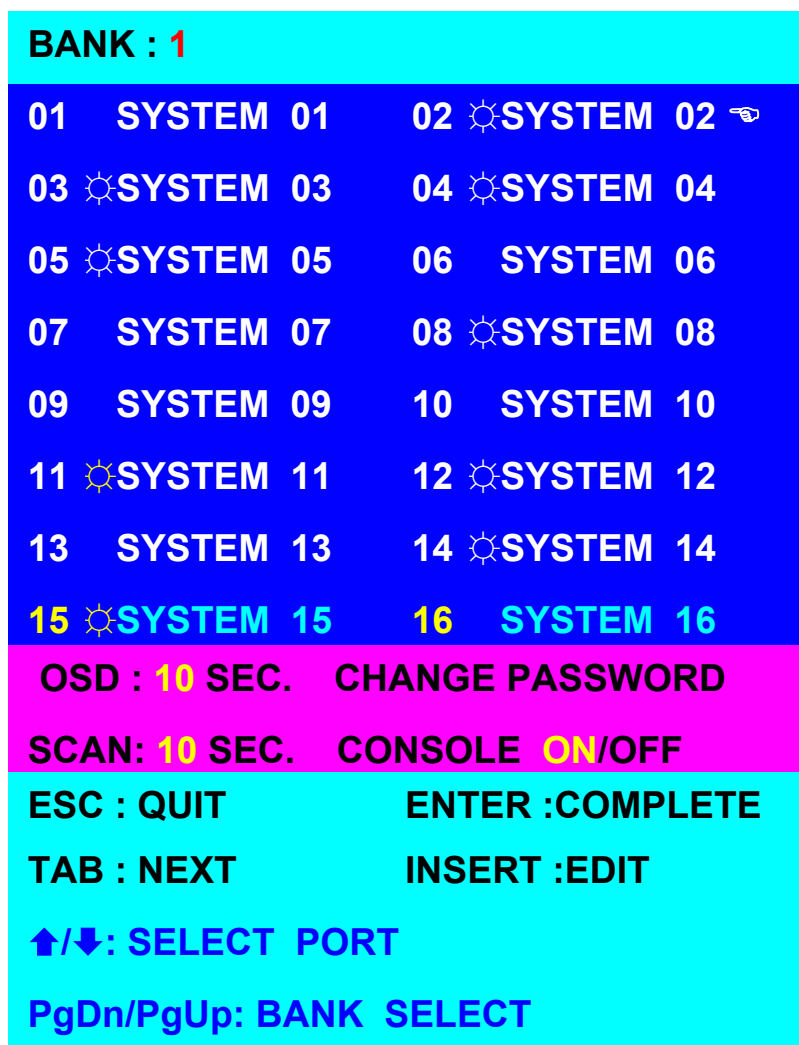 BANK : 1
01 SYSTEM 01 02 ☼SYSTEM 02 ☜
03 ☼SYSTEM 03 04 ☼SYSTEM 04
05 ☼SYSTEM 05 06 SYSTEM 06
07 SYSTEM 07 08 ☼SYSTEM 08
09 SYSTEM 09 10 SYSTEM 10
11 ☼SYSTEM 11 12 ☼SYSTEM 12
13 SYSTEM 13 14 ☼SYSTEM 14
15 ☼SYSTEM 15 16 SYSTEM 16
OSD : 10 SEC. CHANGE PASSWORD
SCAN: 10 SEC. CONSOLE ON/OFF
ESC : QUIT ENTER :COMPLETE
TAB : NEXT INSERT :EDIT
⬆/⬇: SELECT PORT
PgDn/PgUp: BANK SELECT